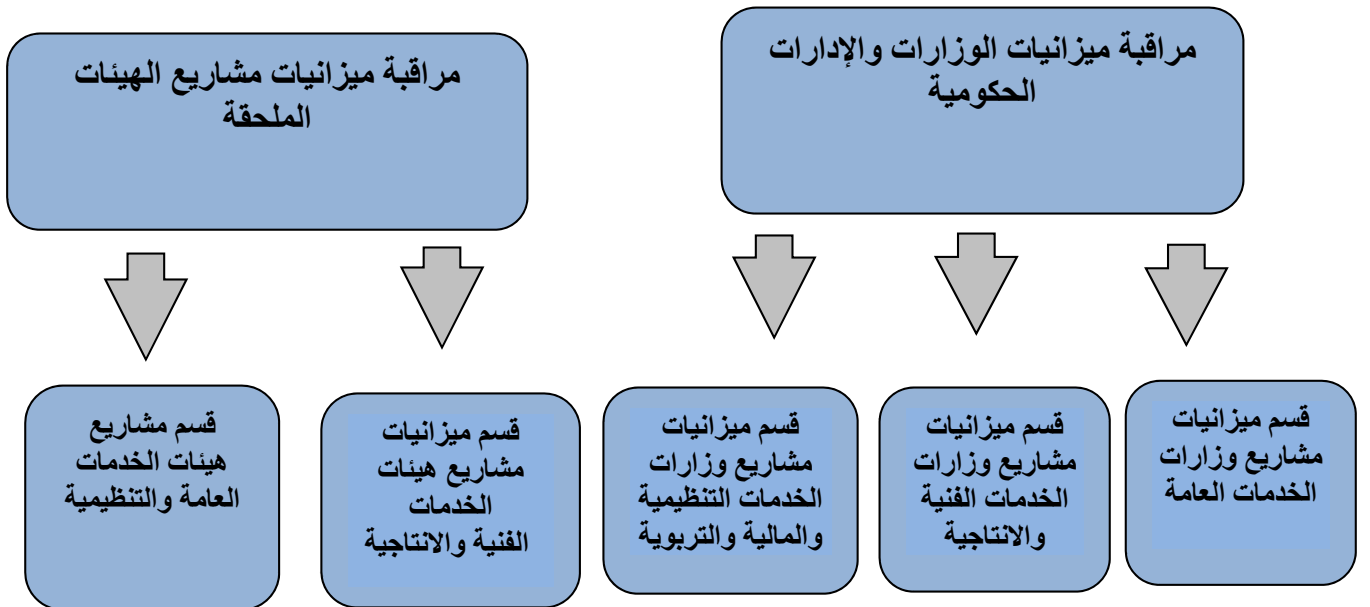 مراقبة ميزانيات الوزارات والإدارات
الحكومية
مراقبة ميزانيات مشاريع الهيئات
الملحقة
قسم ميزانيات
مشاريع وزارات
الخدمات العامة
قسم ميزانيات
مشاريع وزارات
الخدمات الفنية
والانتاجية
قسم ميزانيات
مشاريع وزارات
الخدمات التنظيمية
والمالية والتربوية
قسم ميزانيات
مشاريع هيئات
الخدمات
الفنية والانتاجية
قسم مشاريع
هيئات الخدمات
العامة والتنظيمية